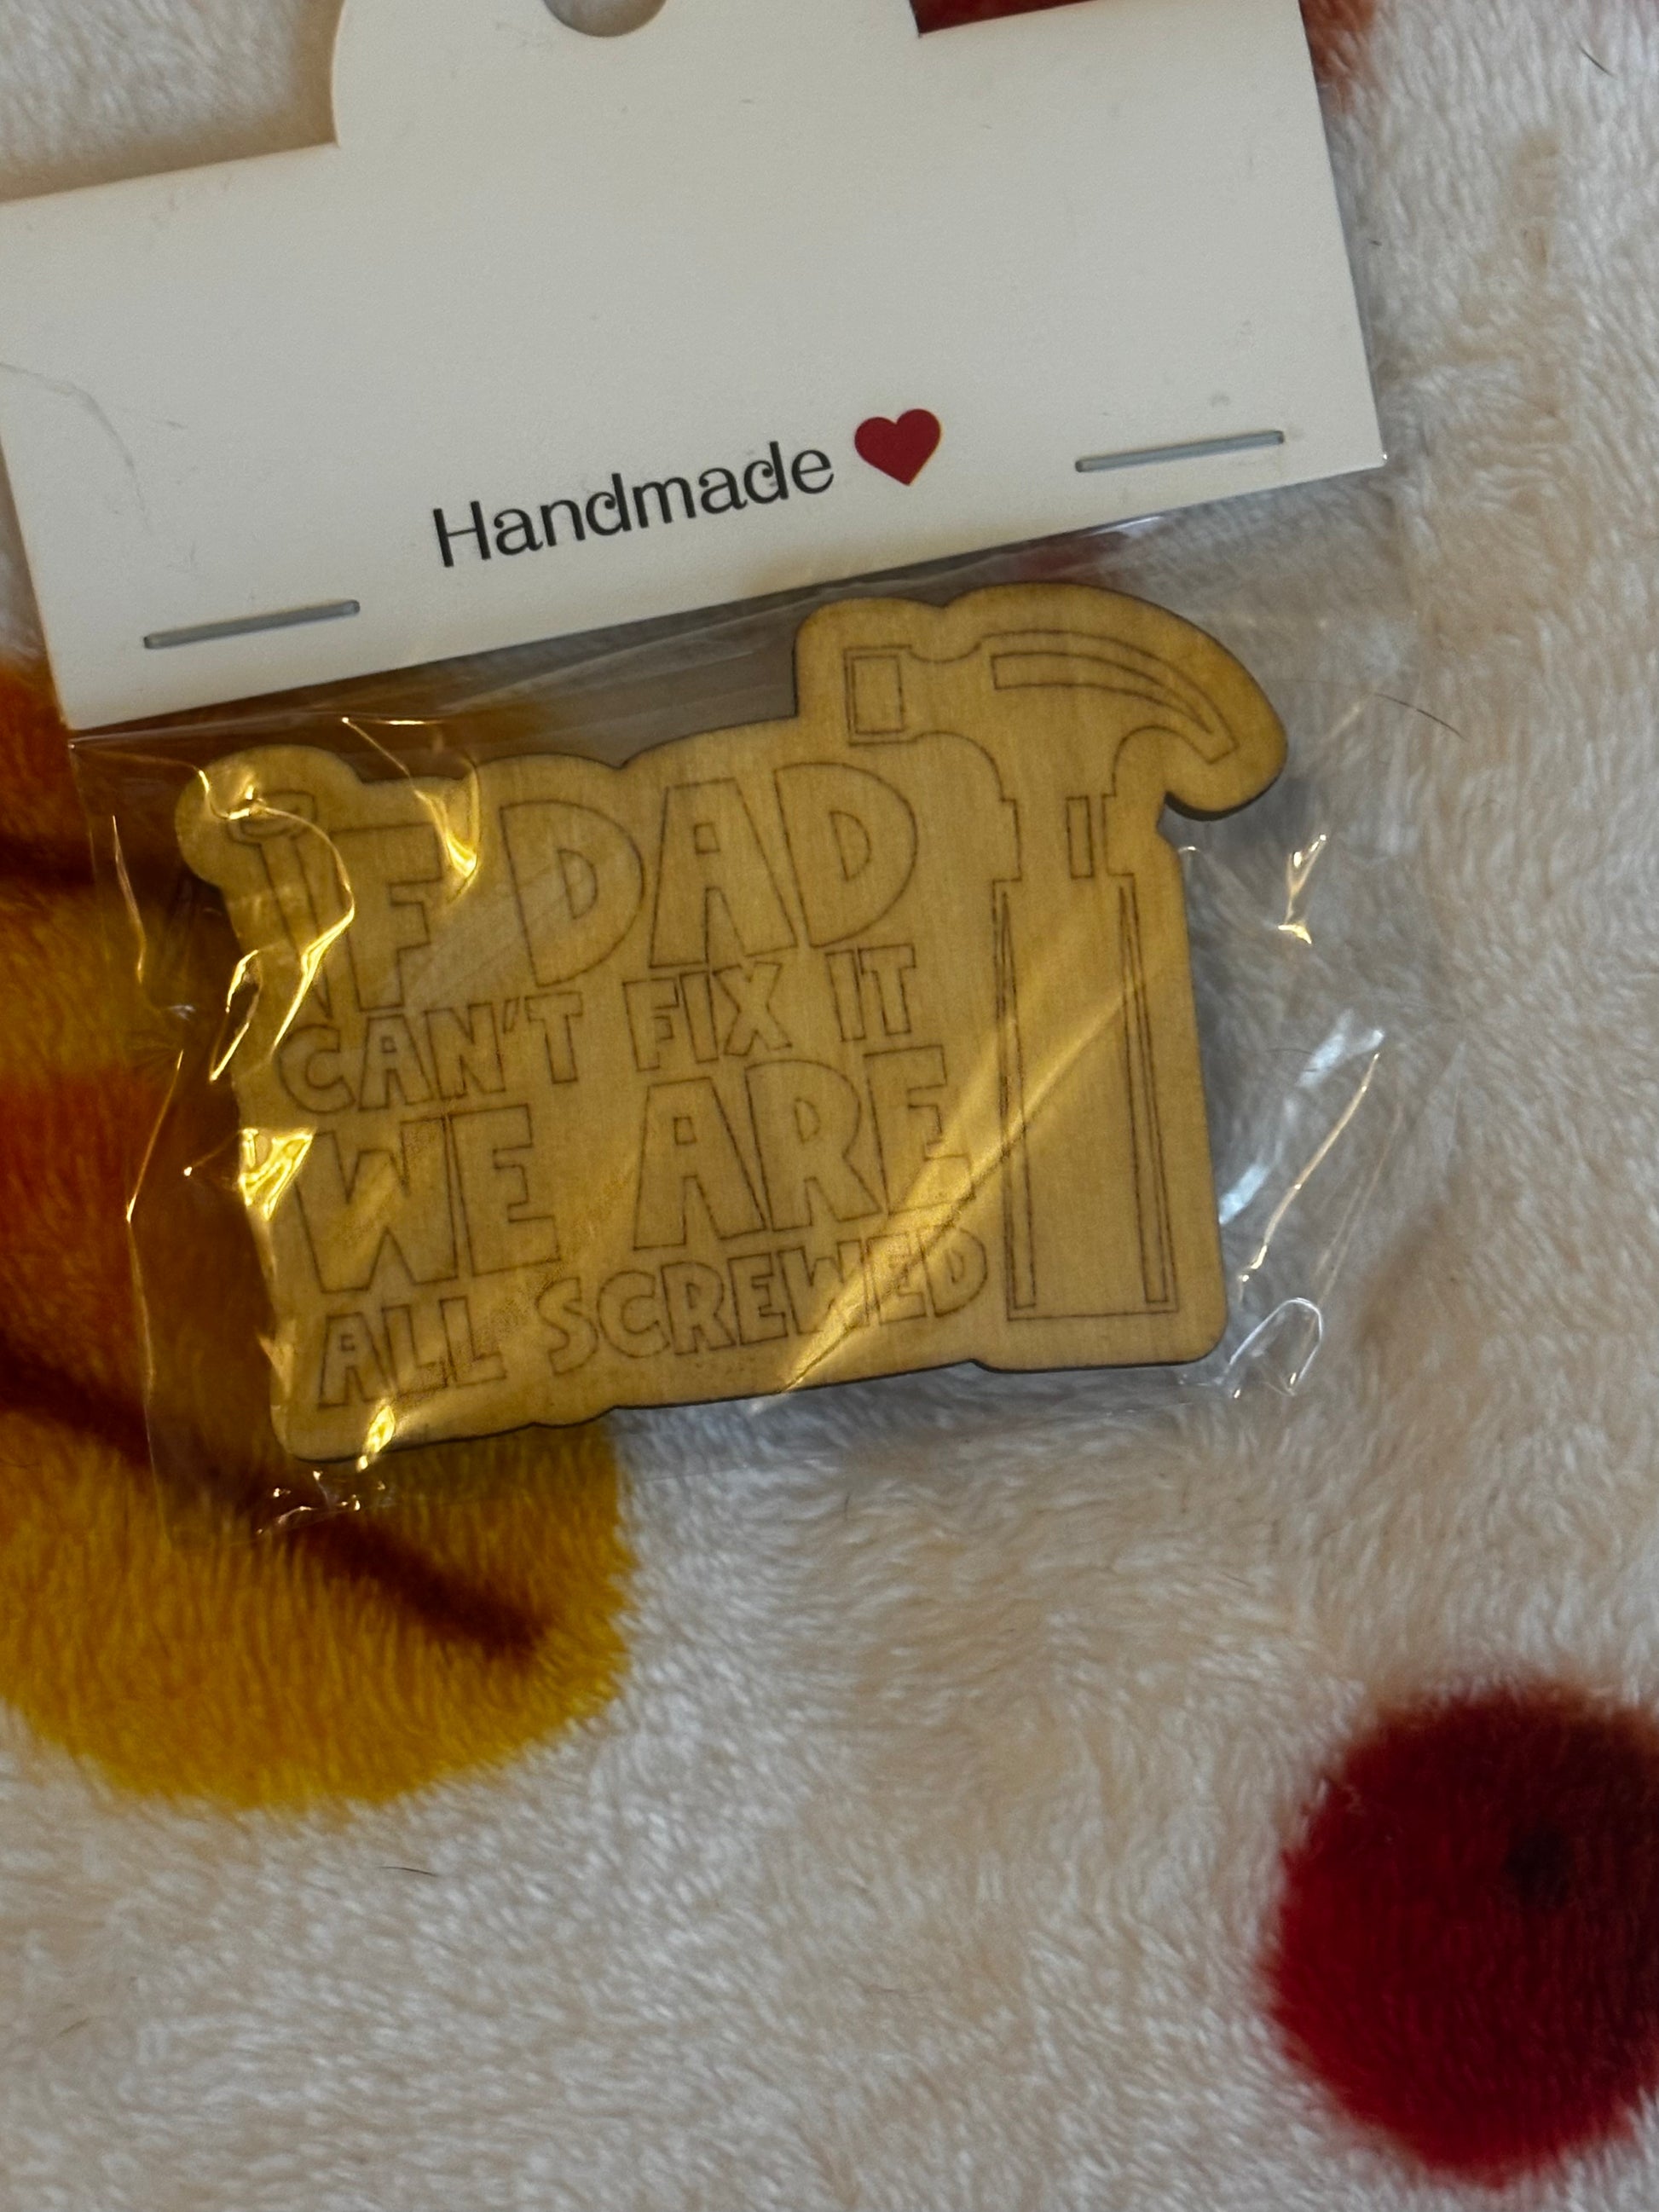 Handmade ♥
IF DAD
CAN'T FIX IT
WE ARE
ALL SCREWED